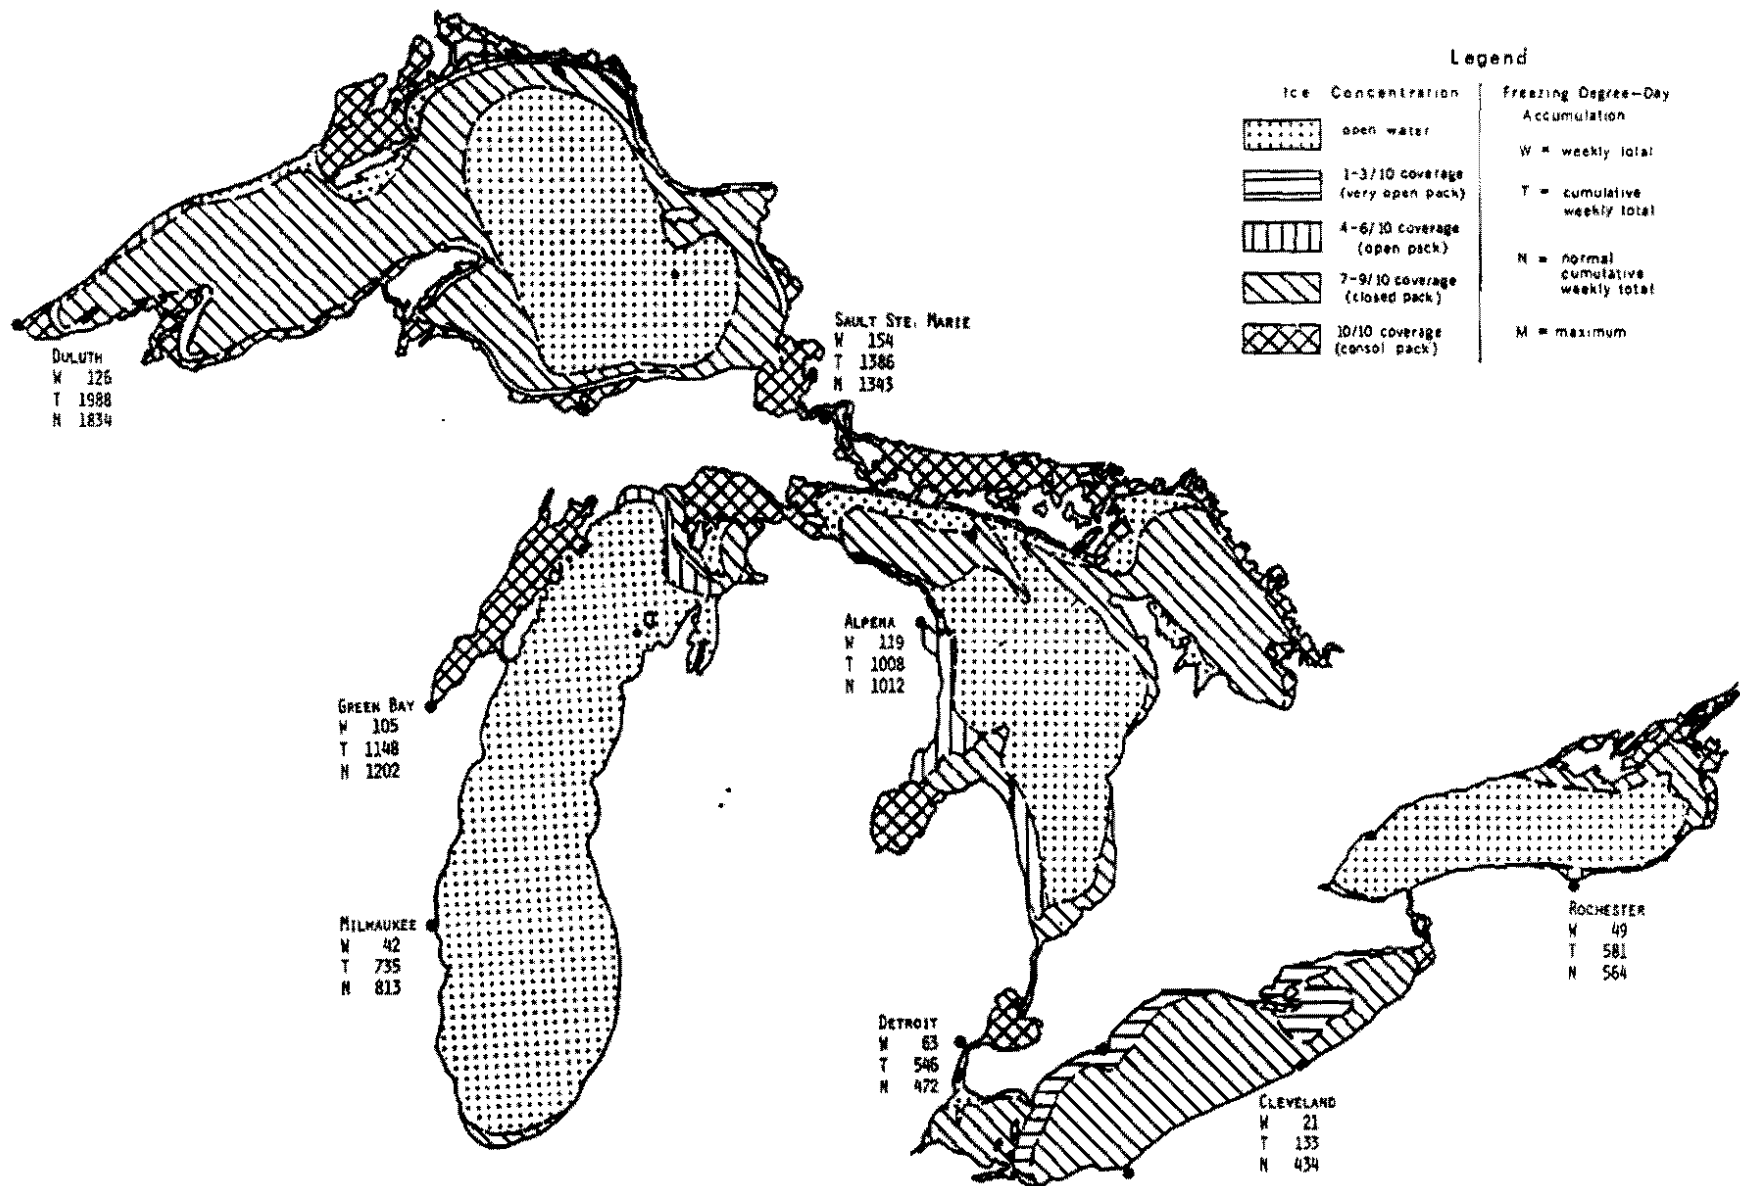 Legend
Ice Concentration
open water
1-3/10 coverage
(very open pack)
4-6/10 coverage
(open pack)
7-9/10 coverage
(closed pack)
10/10 coverage
(consol pack)
Freezing Degree-Day
Accumulation
W = weekly total
T = cumulative
weekly total
N = normal
cumulative
weekly total
M = maximum
DULUTH
W 126
T 1988
N 1834
SAULT STE. MARIE
W 154
T 1386
N 1343
ALPENA
W 119
T 1008
N 1012
GREEN BAY
W 105
T 1148
N 1202
MILWAUKEE
W 42
T 735
N 813
DETROIT
W 63
T 546
N 472
ROCHESTER
W 49
T 581
N 564
CLEVELAND
W 21
T 133
N 434